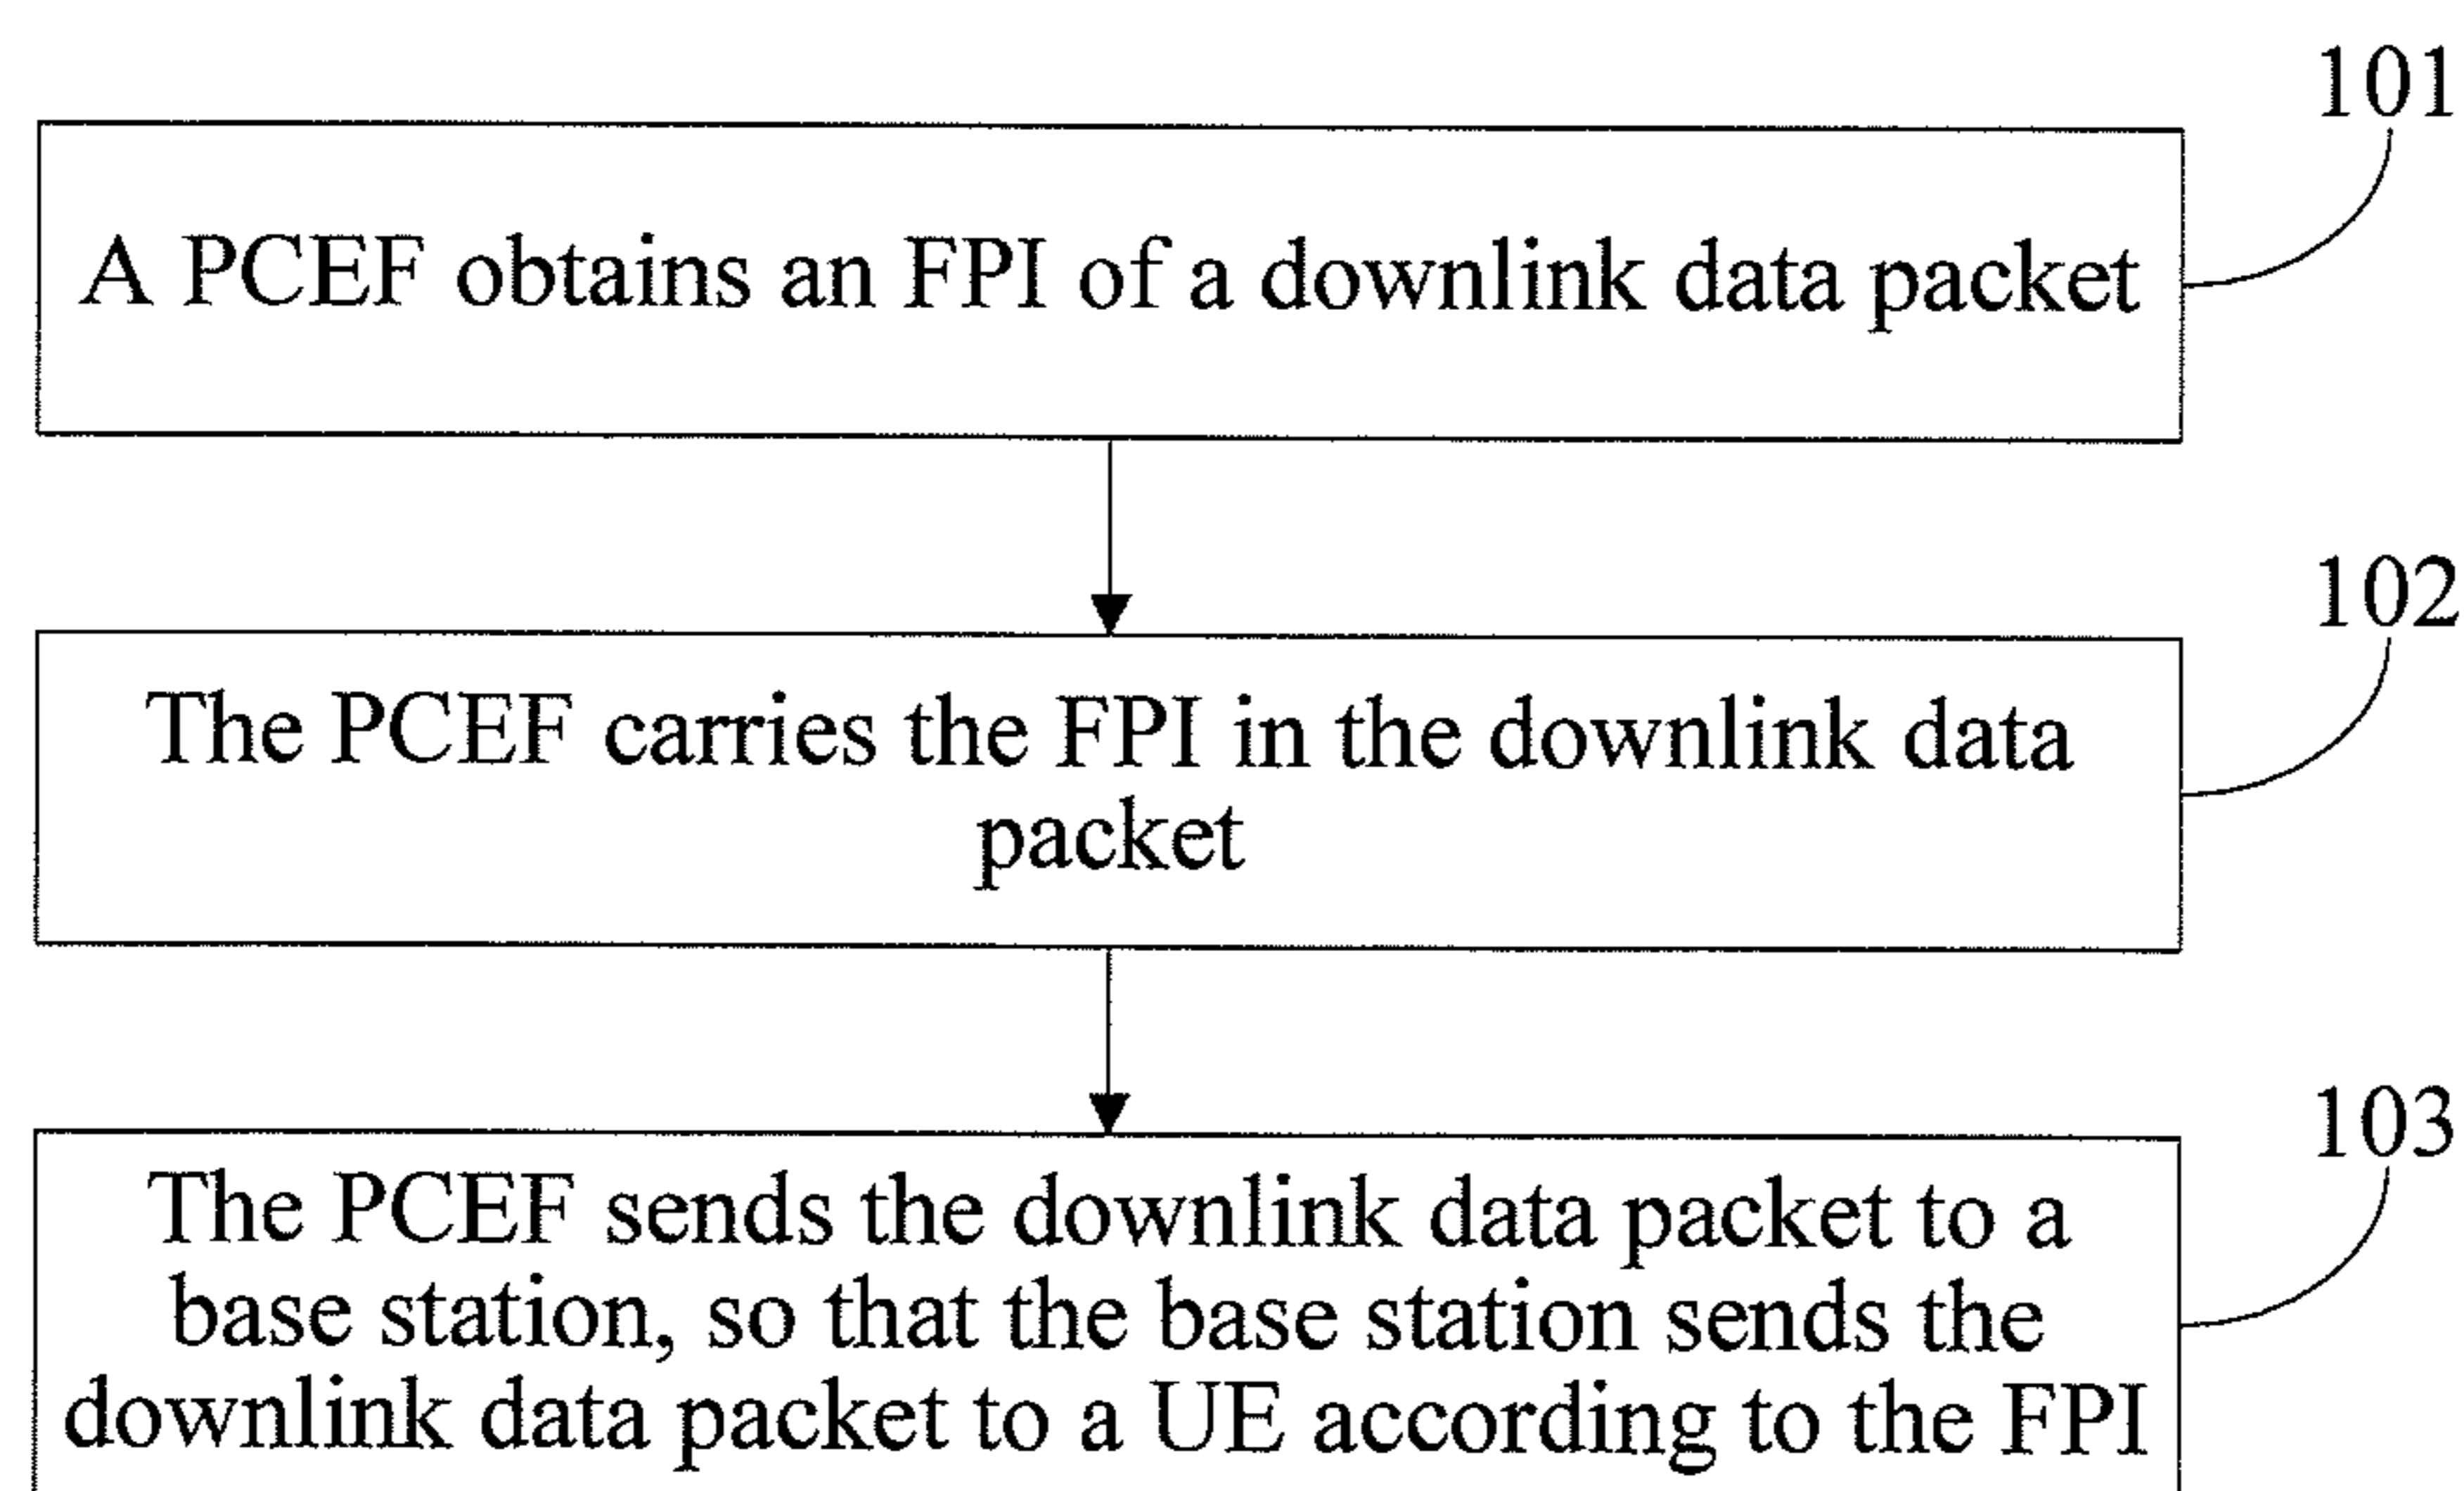 101
A PCEF obtains an FPI of a downlink data packet
102
The PCEF carries the FPI in the downlink data
packet
103
The PCEF sends the downlink data packet to a
base station, so that the base station sends the
downlink data packet to a UE according to the FPI